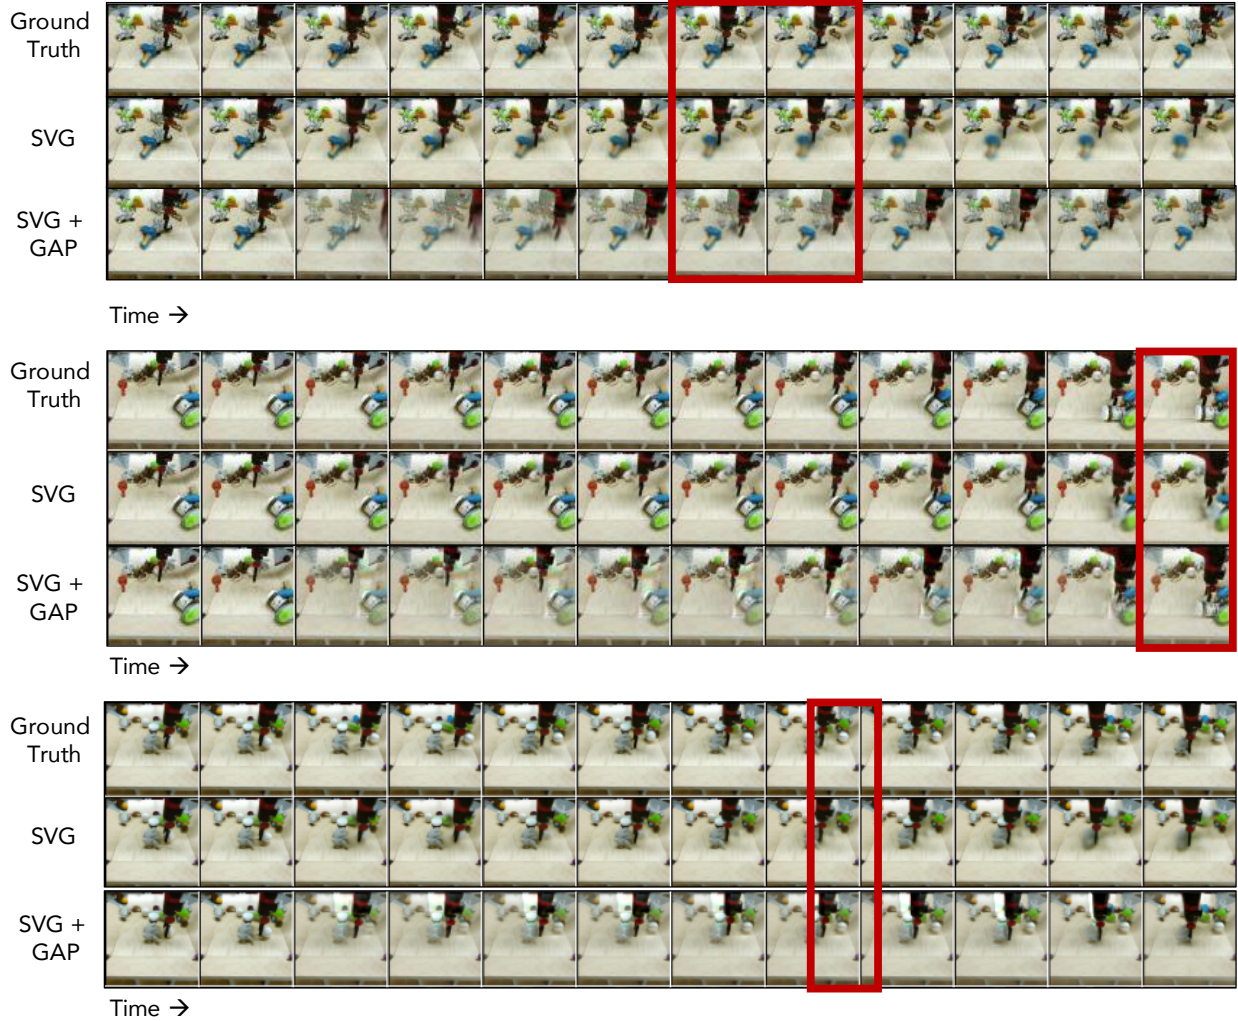 Ground
Truth
SVG
SVG +
GAP
Time →
Ground
Truth
SVG
SVG +
GAP
Time →
Ground
Truth
SVG
SVG +
GAP
Time →